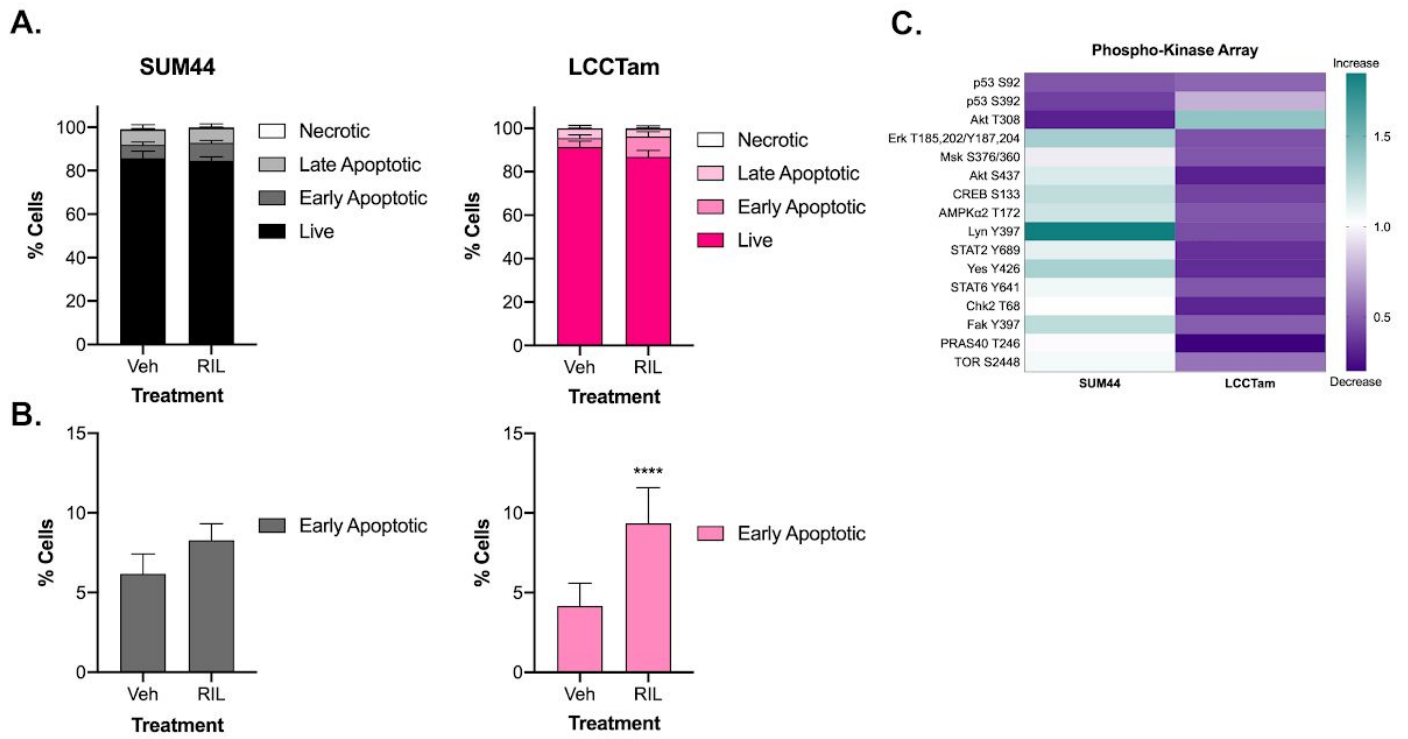 A.
SUM44
% Cells
100
80
60
40
20
0
Veh
RIL
Treatment
Necrotic
Late Apoptotic
Early Apoptotic
Live
LCCTam
% Cells
100
80
60
40
20
0
Veh
RIL
Treatment
Necrotic
Late Apoptotic
Early Apoptotic
Live
B.
% Cells
15
10
5
0
Veh
RIL
Treatment
Early Apoptotic
% Cells
15
10
5
0
****
Veh
RIL
Treatment
Early Apoptotic
C.
Phospho-Kinase Array
p53 S92
p53 S392
Akt T308
Erk T185,202/Y187,204
Msk S376/360
Akt S437
CREB S133
AMPKα2 T172
Lyn Y397
STAT2 Y689
Yes Y426
STAT6 Y641
Chk2 T68
Fak Y397
PRAS40 T246
TOR S2448
SUM44
LCCTam
Increase
1.5
1.0
0.5
Decrease